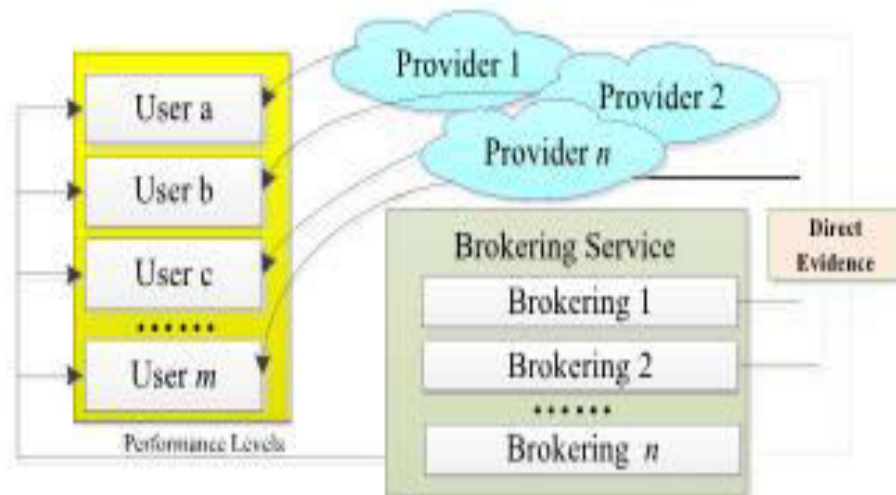 User a
User b
User c
......
User m
Performance Levels
Provider 1
Provider 2
Provider n
Brokering Service
Brokering 1
Brokering 2
......
Brokering n
Direct
Evidence